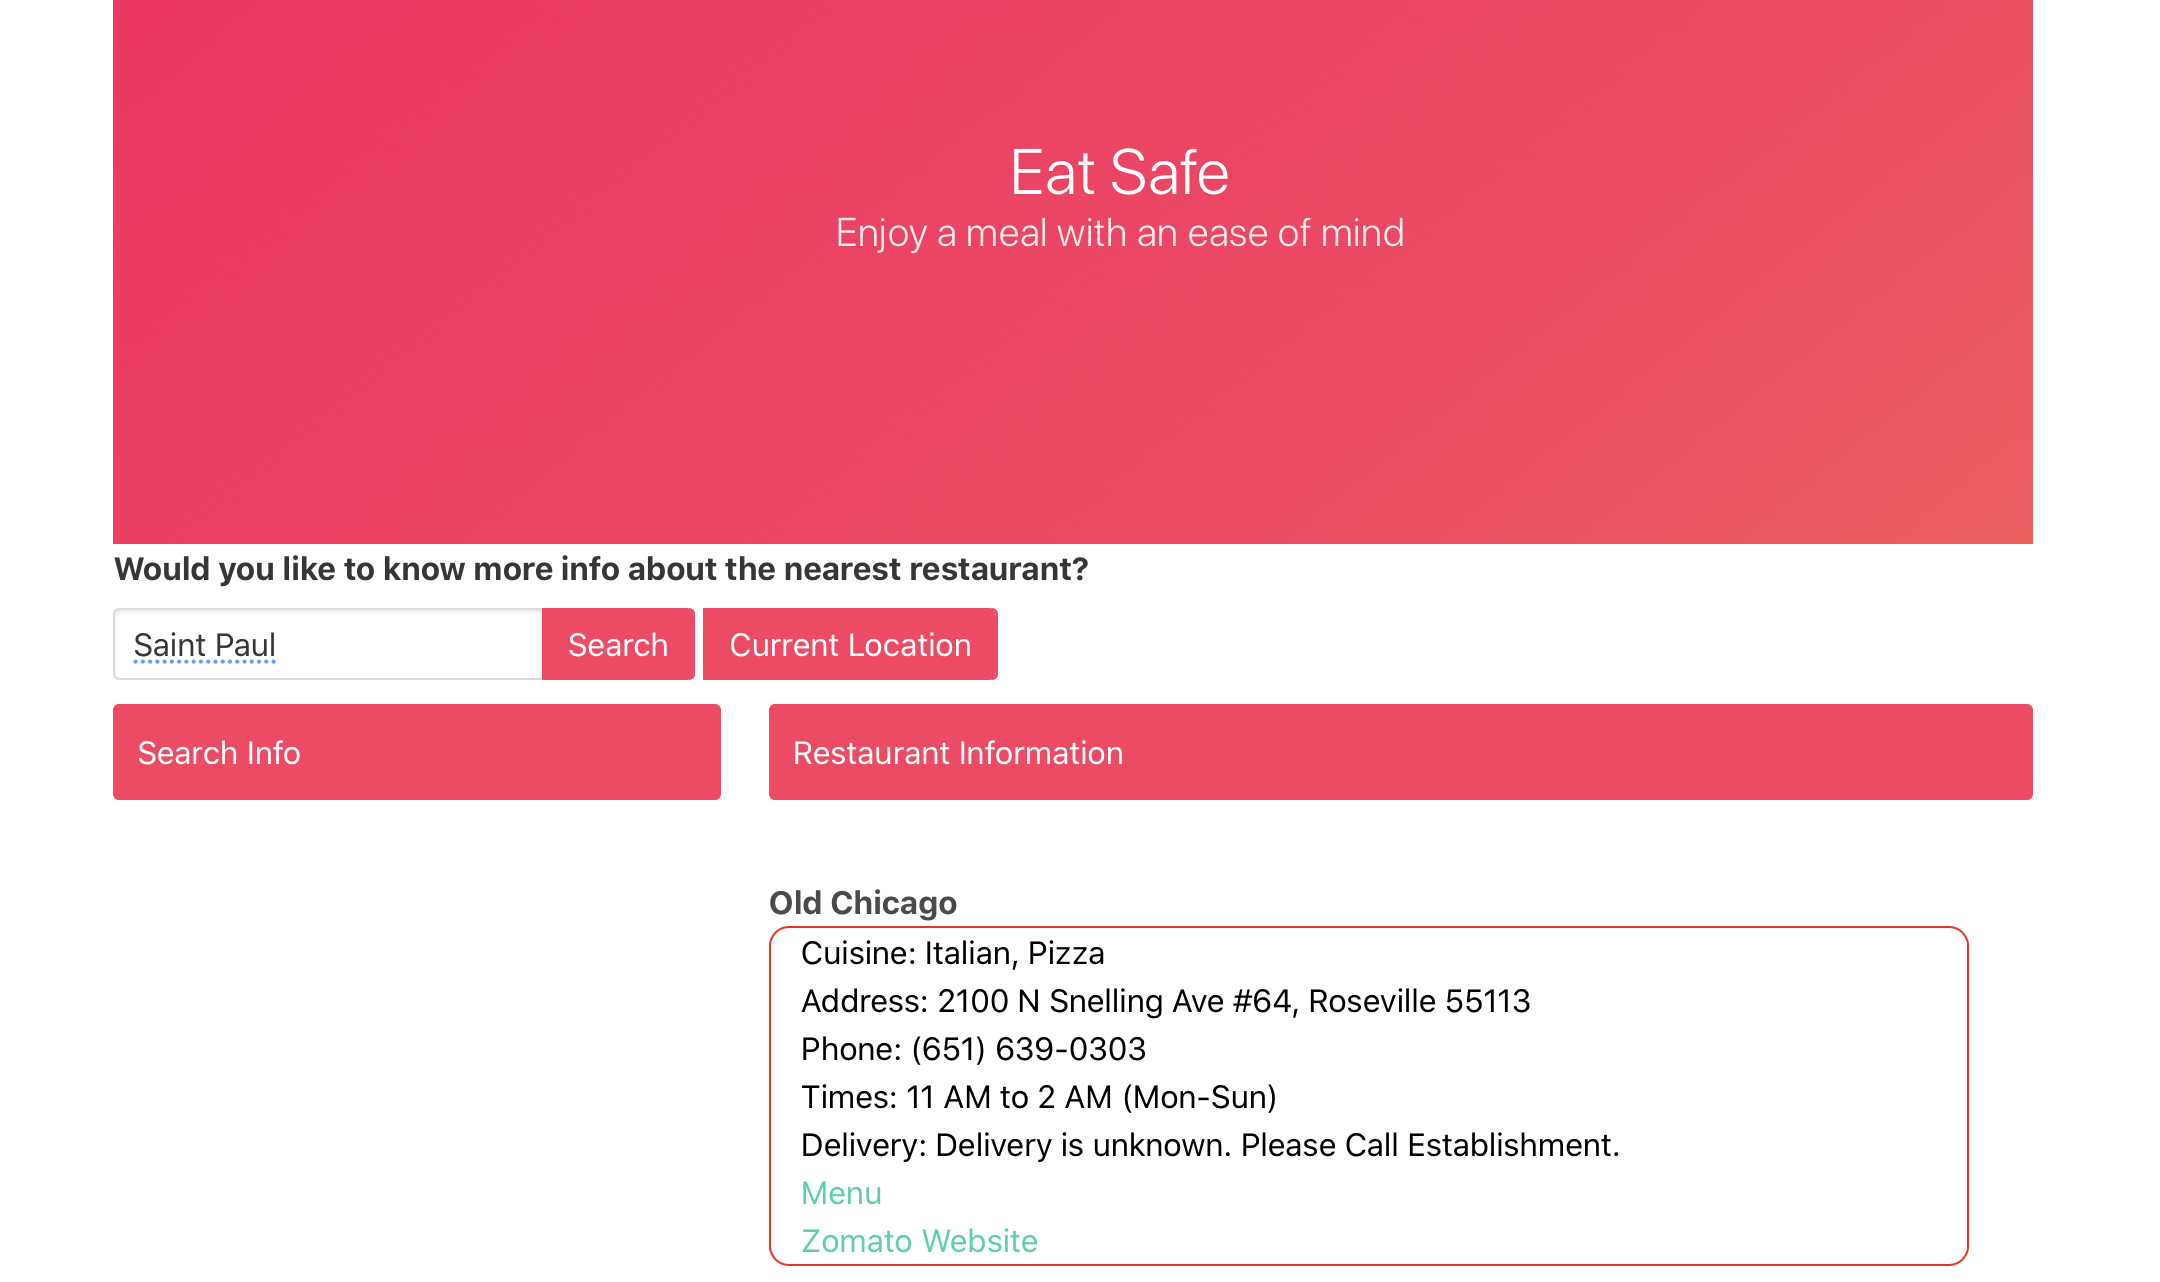 Eat Safe
Enjoy a meal with an ease of mind
Would you like to know more info about the nearest restaurant?
Saint Paul
Search
Current Location
Search Info
Restaurant Information
Old Chicago
Cuisine: Italian, Pizza
Address: 2100 N Snelling Ave #64, Roseville 55113
Phone: (651) 639-0303
Times: 11 AM to 2 AM (Mon-Sun)
Delivery: Delivery is unknown. Please Call Establishment.
Menu
Zomato Website